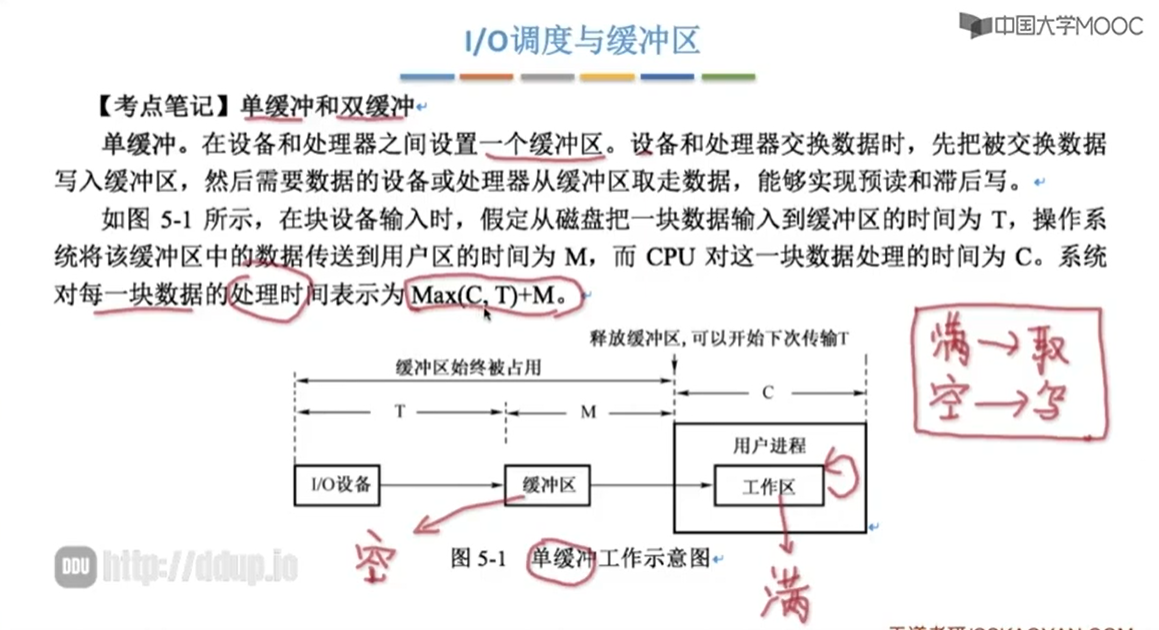 中国大学MOOC
I/O调度与缓冲区
【考点笔记】单缓冲和双缓冲
单缓冲。在设备和处理器之间设置一个缓冲区。设备和处理器交换数据时，先把被交换数据
写入缓冲区，然后需要数据的设备或处理器从缓冲区取走数据，能够实现预读和滞后写。
如图 5-1 所示，在块设备输入时，假定从磁盘把一块数据输入到缓冲区的时间为 T，操作系
统将该缓冲区中的数据传送到用户区的时间为 M，而 CPU 对这一块数据处理的时间为 C。系统
对每一块数据的处理时间表示为 Max(C, T)+M。
释放缓冲区,可以开始下次传输T
满→取
空→写
缓冲区始终被占用
T
M
C
用户进程
I/O设备
缓冲区
工作区
空
图 5-1 单缓冲工作示意图
满
DDU http://ddup.io